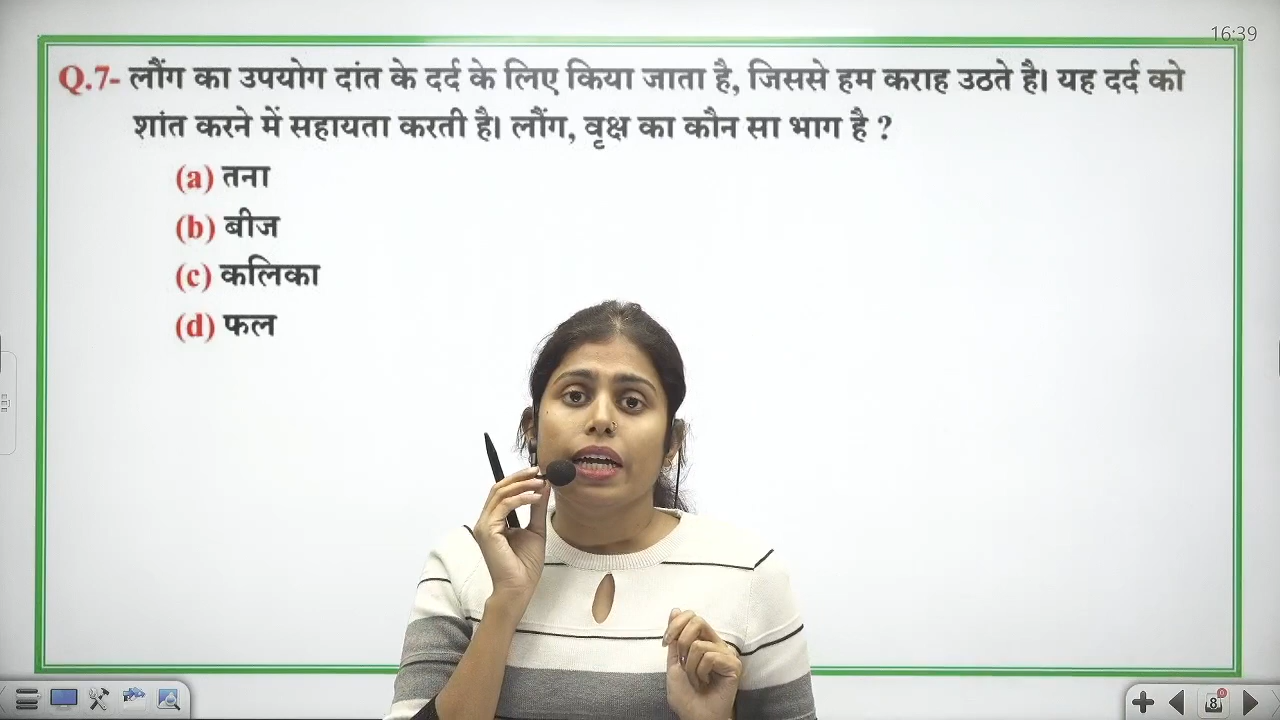 16:39
Q.7- लौंग का उपयोग दांत के दर्द के लिए किया जाता है, जिससे हम कराह उठते है। यह दर्द को
शांत करने में सहायता करती है। लौंग, वृक्ष का कौन सा भाग है ?
(a) तना
(b) बीज
(c) कलिका
(d) फल
8